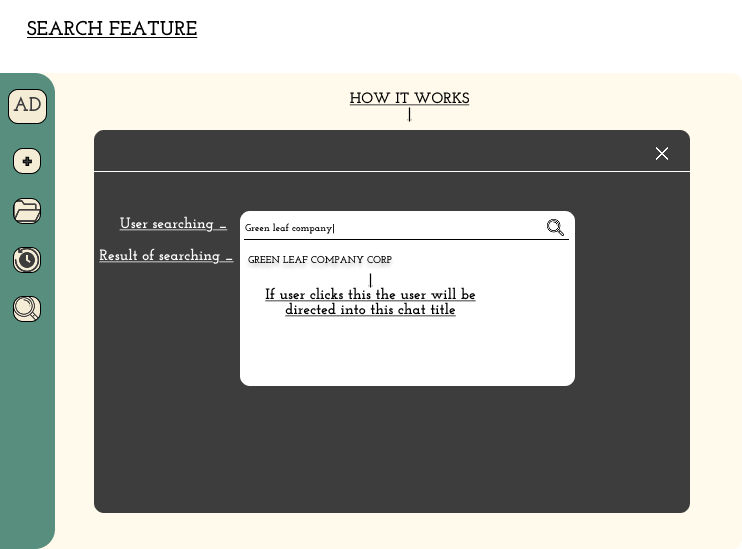 SEARCH FEATURE
AD
HOW IT WORKS
User searching ...
Green leaf company|
Result of searching ...
GREEN LEAF COMPANY CORP
If user clicks this the user will be
directed into this chat title